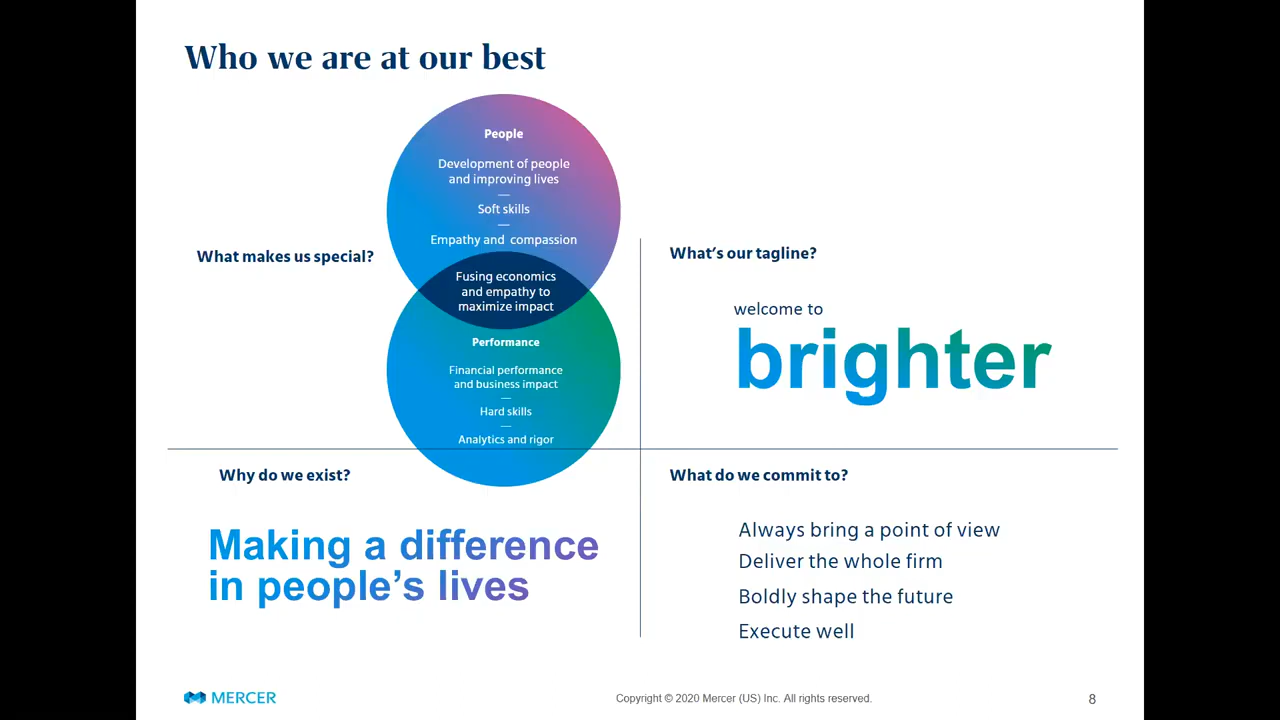 Who we are at our best
People
Development of people
and improving lives
Soft skills
Empathy and compassion
What makes us special?
Fusing economics
and empathy to
maximize impact
Performance
Financial performance
and business impact
Hard skills
Analytics and rigor
What's our tagline?
welcome to
brighter
Why do we exist?
Making a difference
in people's lives
What do we commit to?
Always bring a point of view
Deliver the whole firm
Boldly shape the future
Execute well
MERCER
Copyright © 2020 Mercer (US) Inc. All rights reserved.
8